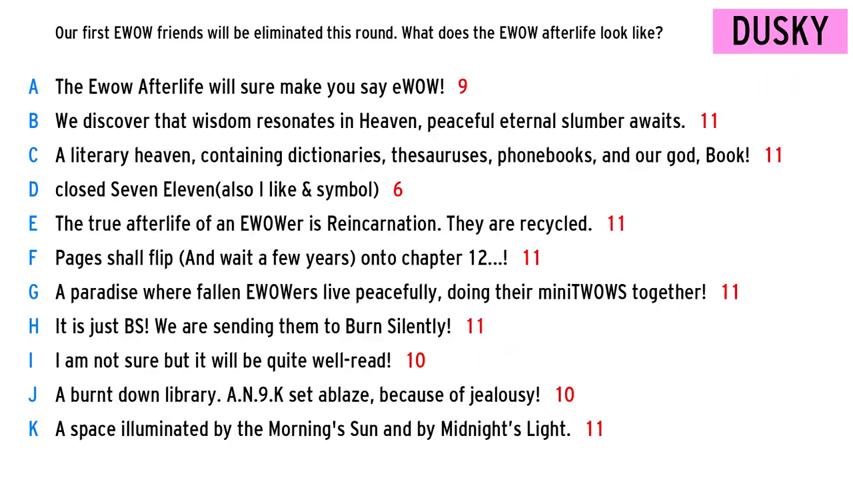 Our first EWOW friends will be eliminated this round. What does the EWOW afterlife look like?
DUSKY
A The Ewow Afterlife will sure make you say eWOW! 9
B We discover that wisdom resonates in Heaven, peaceful eternal slumber awaits. 11
C A literary heaven, containing dictionaries, thesauruses, phonebooks, and our god, Book! 11
D closed Seven Eleven(also I like & symbol) 6
E The true afterlife of an EWOWer is Reincarnation. They are recycled. 11
F Pages shall flip (And wait a few years) onto chapter 12...! 11
G A paradise where fallen EWOWers live peacefully, doing their miniTWOWS together! 11
H It is just BS! We are sending them to Burn Silently! 11
I I am not sure but it will be quite well-read! 10
J A burnt down library. A.N.9.K set ablaze, because of jealousy! 10
K A space illuminated by the Morning's Sun and by Midnight’s Light. 11